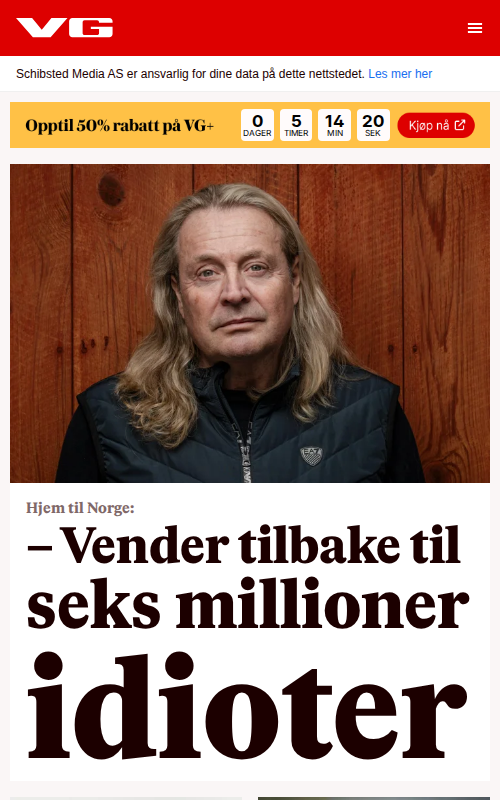 VG
Schibsted Media AS er ansvarlig for dine data på dette nettstedet. Les mer her
Opptil 50% rabatt på VG+
0 5 14 20
DAGER TIMER MIN SEK
Kjøp nå
EA7
Hjem til Norge:
– Vender tilbake til
seks millioner
idioter